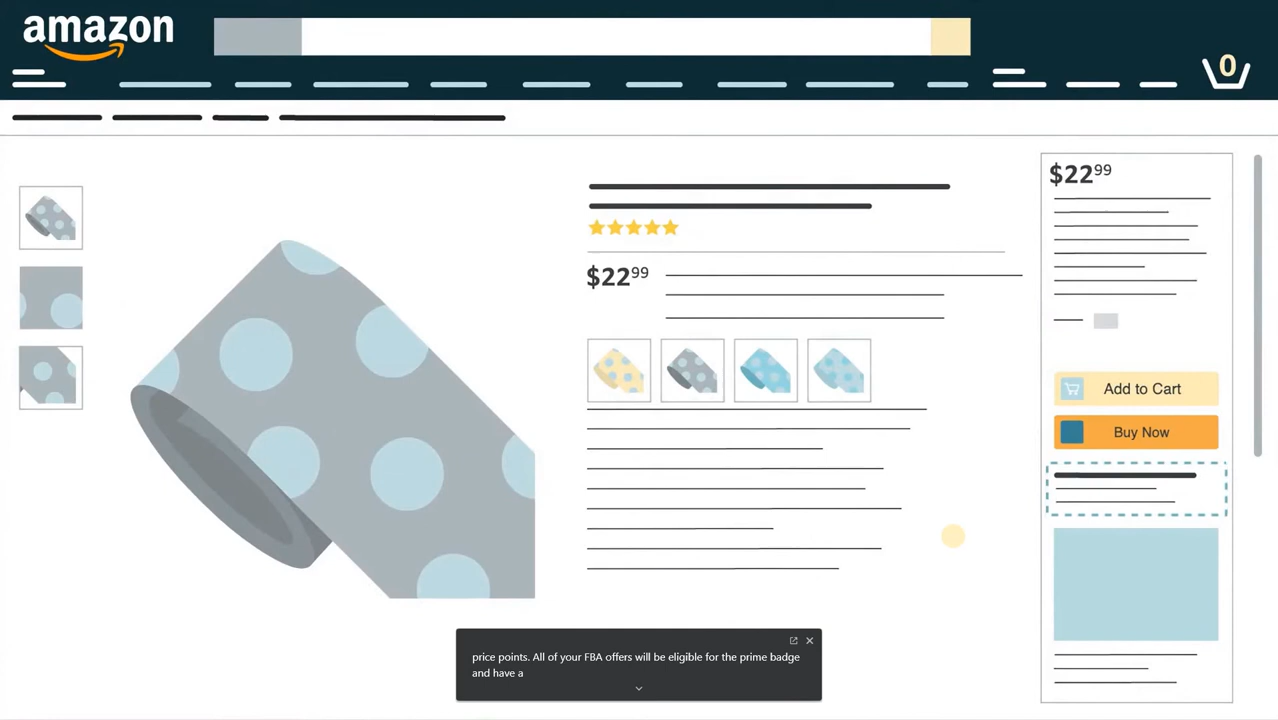 amazon
0
$22 99
$22 99
Add to Cart
Buy Now
price points. All of your FBA offers will be eligible for the prime badge
and have a